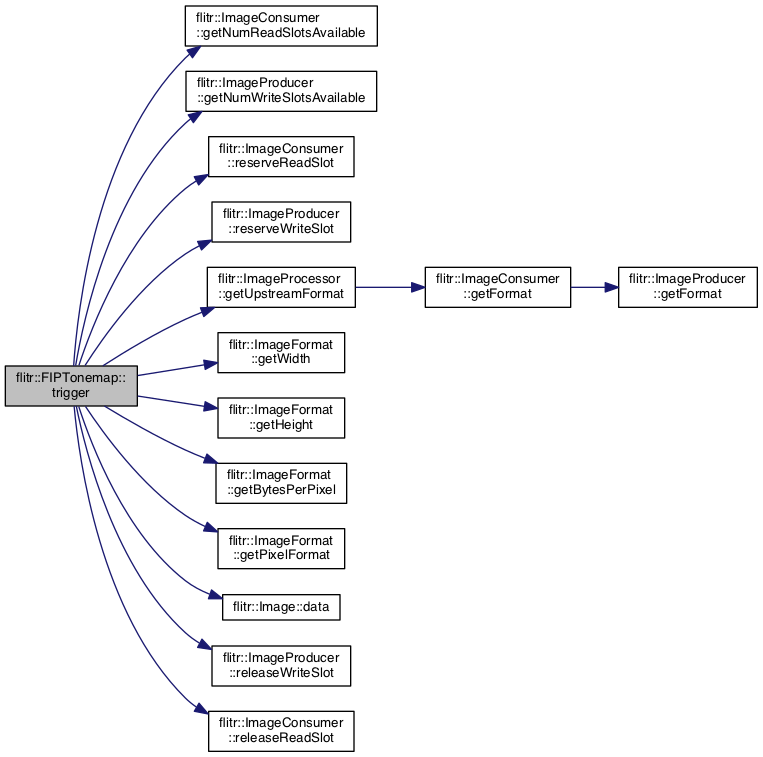 flitr::ImageConsumer
::getNumReadSlotsAvailable
flitr::ImageProducer
::getNumWriteSlotsAvailable
flitr::ImageConsumer
::reserveReadSlot
flitr::ImageProducer
::reserveWriteSlot
flitr::ImageProcessor
::getUpstreamFormat
flitr::ImageConsumer
::getFormat
flitr::ImageProducer
::getFormat
flitr::ImageFormat
::getWidth
flitr::FIPTonemap::
trigger
flitr::ImageFormat
::getHeight
flitr::ImageFormat
::getBytesPerPixel
flitr::ImageFormat
::getPixelFormat
flitr::Image::data
flitr::ImageProducer
::releaseWriteSlot
flitr::ImageConsumer
::releaseReadSlot